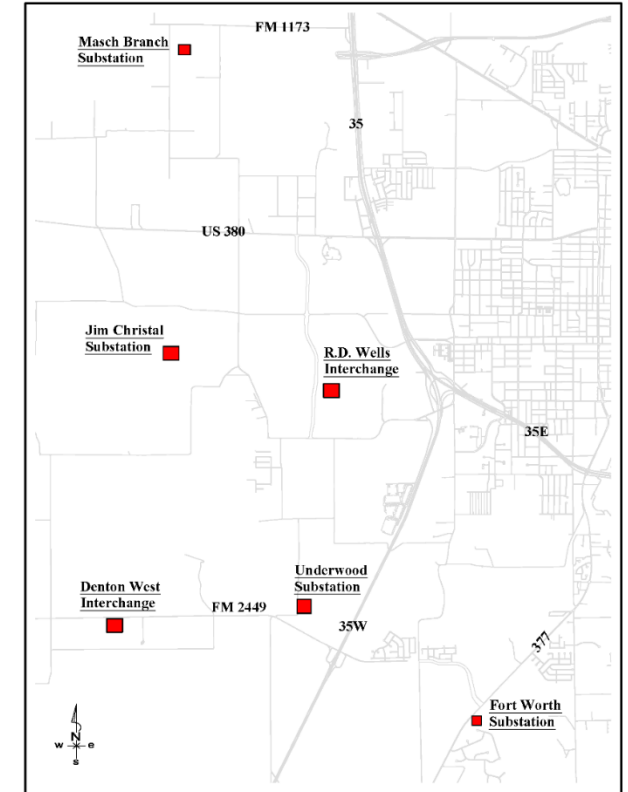 FM 1173
Masch Branch
Substation
35
US 380
Jim Christal
Substation
R.D. Wells
Interchange
35E
Underwood
Substation
Denton West
Interchange
FM 2449
35W
377
Fort Worth
Substation
N
w e
s